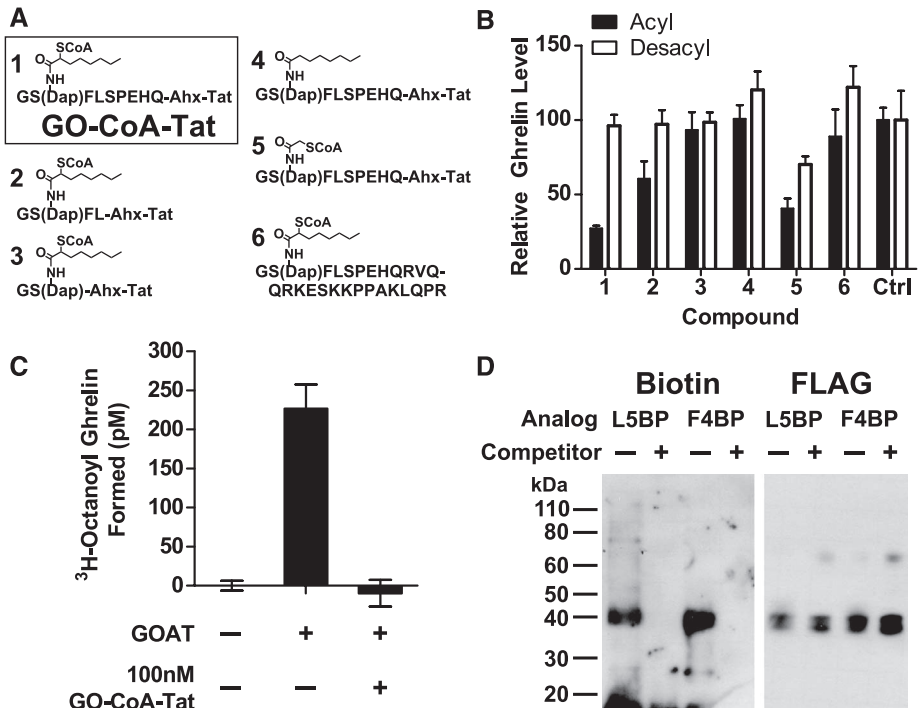 A
1
SCoA
O
NH
GS(Dap)FLSPEHQ-Ahx-Tat
GO-CoA-Tat
2
SCoA
O
NH
GS(Dap)FL-Ahx-Tat
3
SCoA
O
NH
GS(Dap)-Ahx-Tat
4
O
NH
GS(Dap)FLSPEHQ-Ahx-Tat
5
O
SCoA
NH
GS(Dap)FLSPEHQ-Ahx-Tat
6
SCoA
O
NH
GS(Dap)FLSPEHQRVQ-
QRKESKKPPAKLQPR
B
Acyl
Desacyl
Relative Ghrelin Level
150
100
50
0
1 2 3 4 5 6 Ctrl
Compound
C
³H-Octanoyl Ghrelin
Formed (pM)
300
250
200
150
100
50
0
GOAT — + +
100nM
GO-CoA-Tat — — +
D
Biotin FLAG
Analog L5BP F4BP L5BP F4BP
Competitor — + — + — + — +
kDa
110
80
60
50
40
30
20